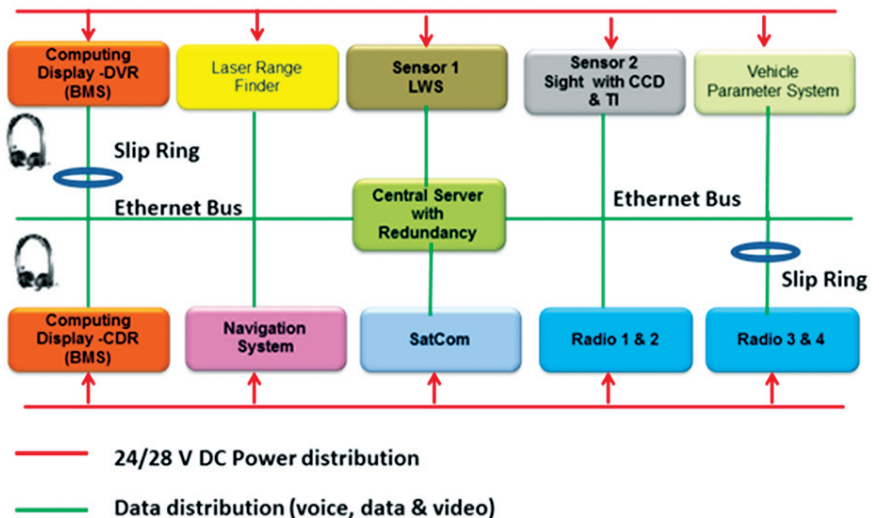 Computing
Display -DVR
(BMS)
Laser Range
Finder
Sensor 1
LWS
Sensor 2
Sight with CCD
& TI
Vehicle
Parameter System
Slip Ring
Ethernet Bus
Central Server
with
Redundancy
Ethernet Bus
Slip Ring
Computing
Display -CDR
(BMS)
Navigation
System
SatCom
Radio 1 & 2
Radio 3 & 4
24/28 V DC Power distribution
Data distribution (voice, data & video)